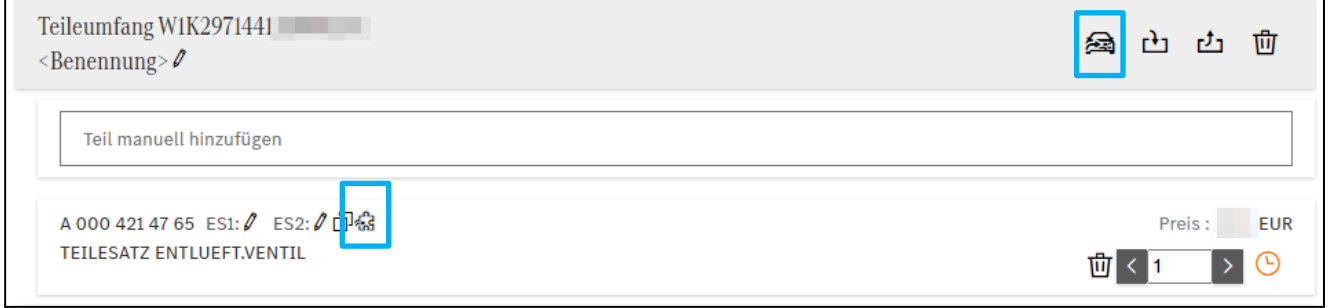 Teileumfang W1K2971441
<Benennung>
Teil manuell hinzufügen
A 000 421 47 65 ES1: ES2:
TEILESATZ ENTLUEFT.VENTIL
Preis : EUR
1